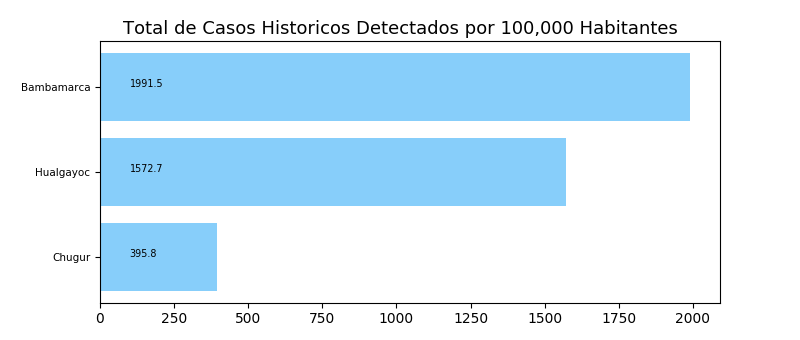 Total de Casos Historicos Detectados por 100,000 Habitantes
Bambamarca 1991.5
Hualgayoc 1572.7
Chugur 395.8
0 250 500 750 1000 1250 1500 1750 2000